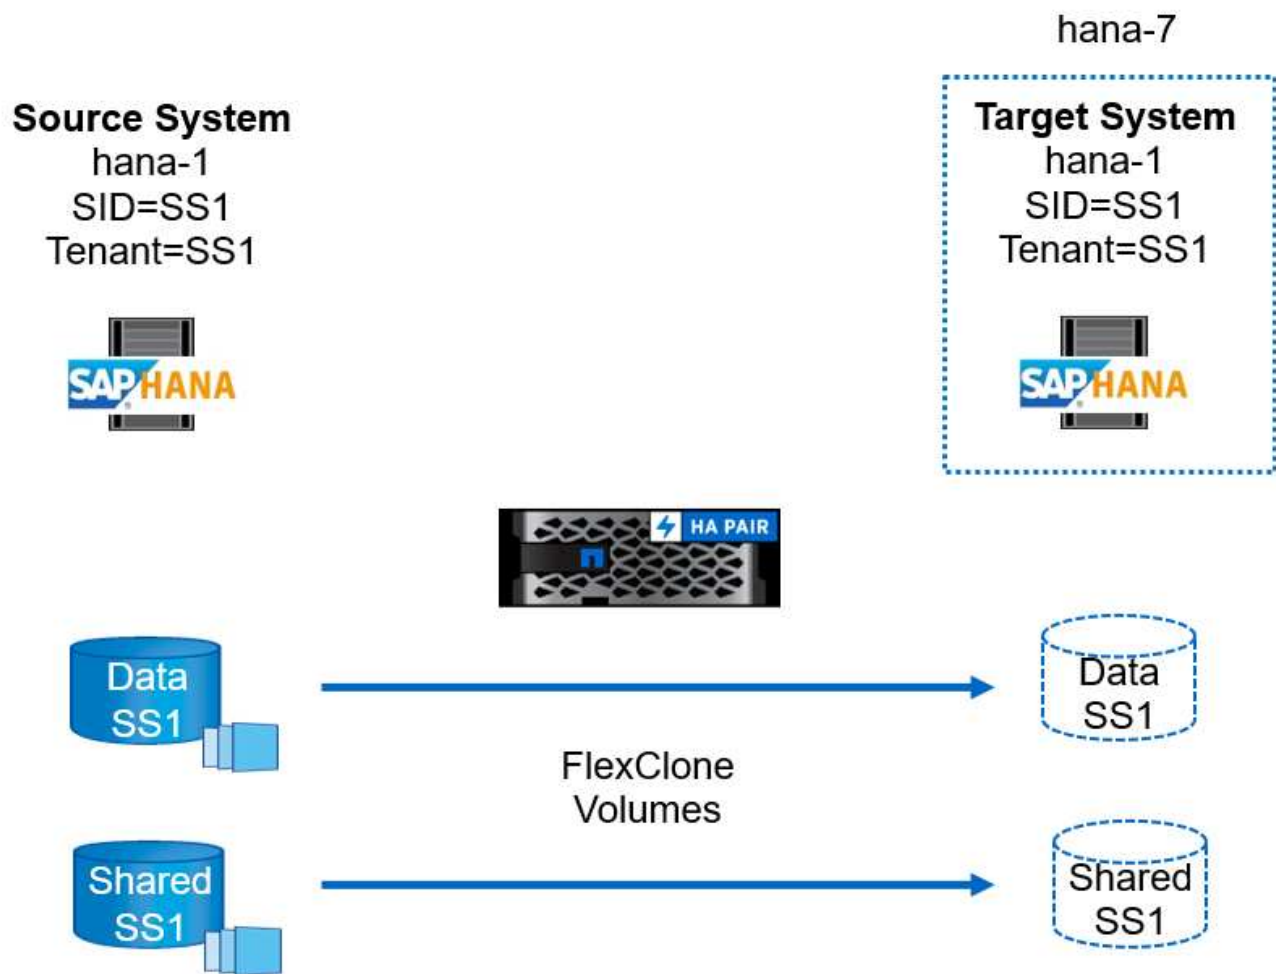 hana-7
Source System
hana-1
SID=SS1
Tenant=SS1
SAP HANA
Target System
hana-1
SID=SS1
Tenant=SS1
SAP HANA
HA PAIR
Data
SS1
Data
SS1
FlexClone
Volumes
Shared
SS1
Shared
SS1